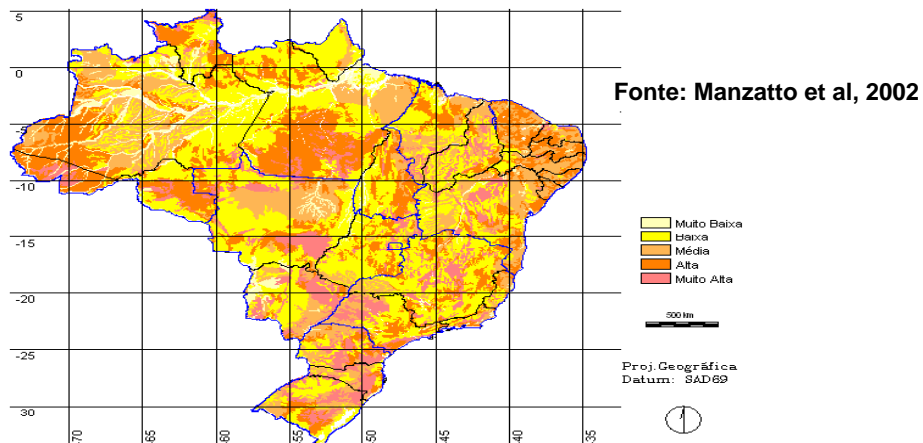 5
0
-5
-10
-15
-20
-25
30
-70
-65
-60
-55
-50
-45
-40
-35
Fonte: Manzatto et al, 2002
Muito Baixa
Baixa
Média
Alta
Muito Alta
500 km
Proj.Geográfica
Datum: SAD69